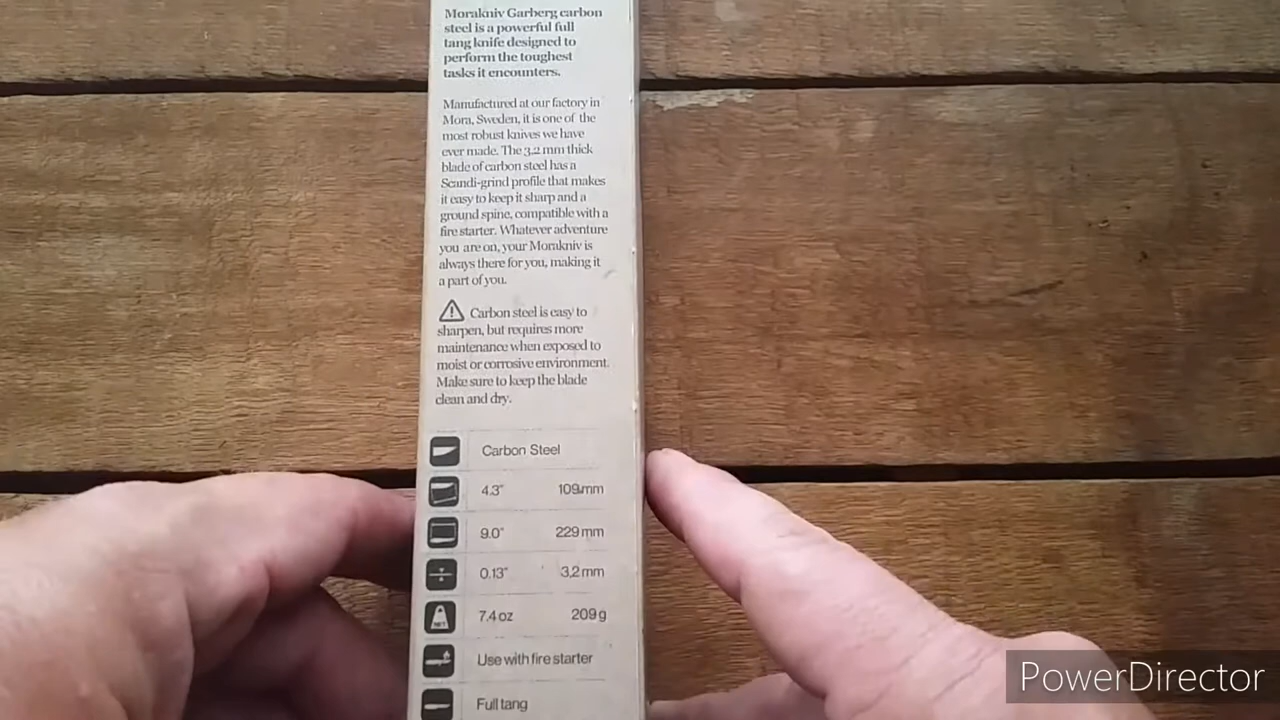 Morakniv Garberg carbon
steel is a powerful full
tang knife designed to
perform the toughest
tasks it encounters.
Manufactured at our factory in
Mora, Sweden, it is one of the
most robust knives we have
ever made. The 3,2 mm thick
blade of carbon steel has a
Scandi-grind profile that makes
it easy to keep it sharp and a
ground spine, compatible with a
fire starter. Whatever adventure
you are on, your Morakniv is
always there for you, making it
a part of you.
Carbon steel is easy to
sharpen, but requires more
maintenance when exposed to
moist or corrosive environment.
Make sure to keep the blade
clean and dry.
Carbon Steel
4.3" 109mm
9.0" 229 mm
0.13" 3,2 mm
NET 7.4 oz 209 g
Use with fire starter
Full tang
PowerDirector